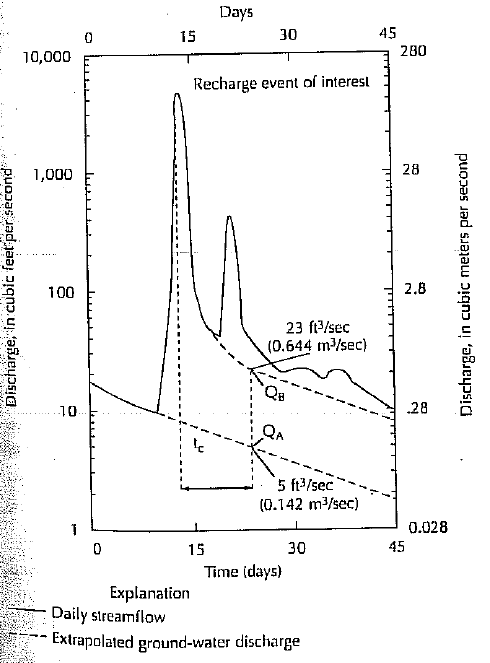 Days
0 15 30 45
10,000
280
Recharge event of interest
1,000
28
100
2.8
23 ft³/sec
(0.644 m³/sec)
Q_B
10
.28
Q_A
t_c
5 ft³/sec
(0.142 m³/sec)
1
0.028
0 15 30 45
Time (days)
Discharge, in cubic feet per second
Discharge, in cubic meters per second
Explanation
Daily streamflow
Extrapolated ground-water discharge